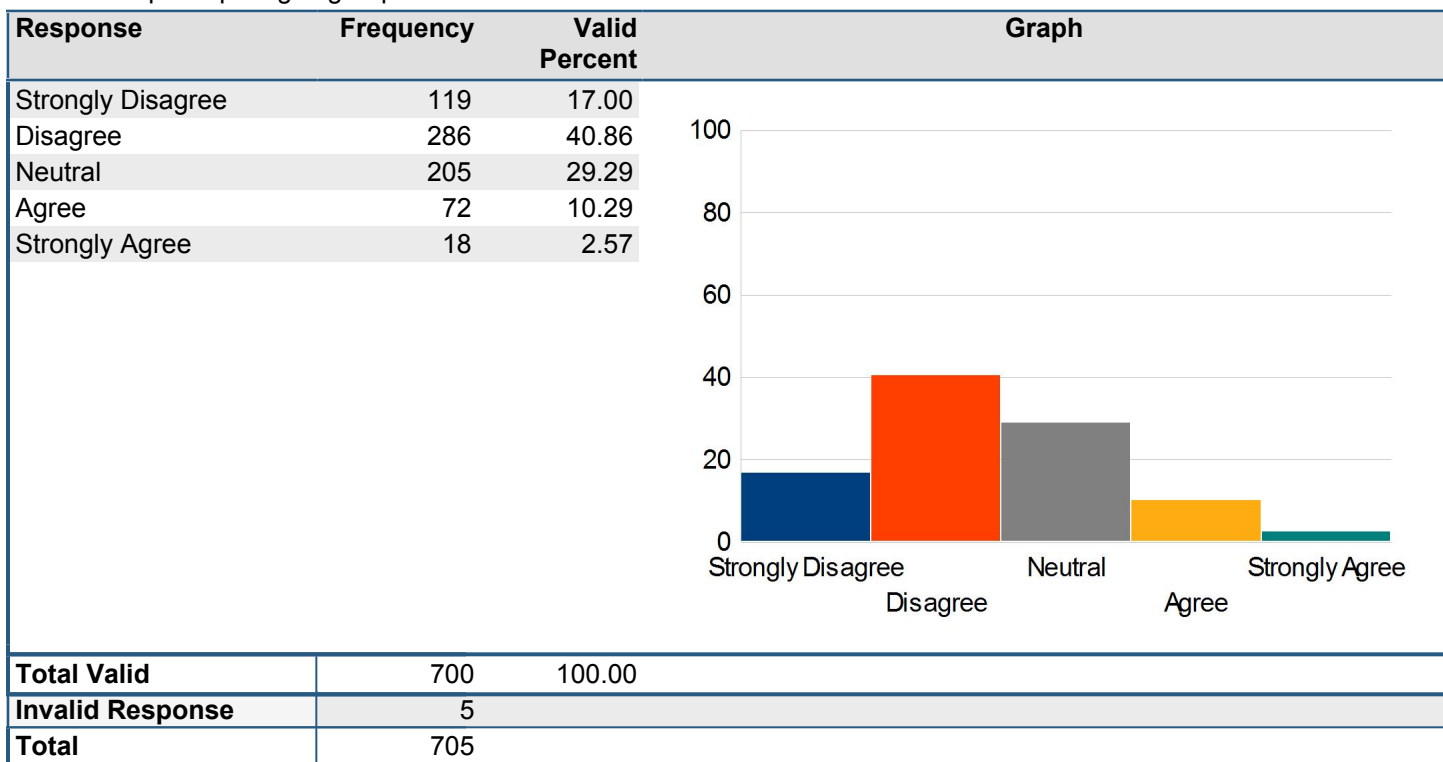 Response Frequency Valid Percent Graph
Strongly Disagree 119 17.00
Disagree 286 40.86
Neutral 205 29.29
Agree 72 10.29
Strongly Agree 18 2.57
100
80
60
40
20
0
Strongly Disagree Neutral Strongly Agree
Disagree Agree
Total Valid 700 100.00
Invalid Response 5
Total 705